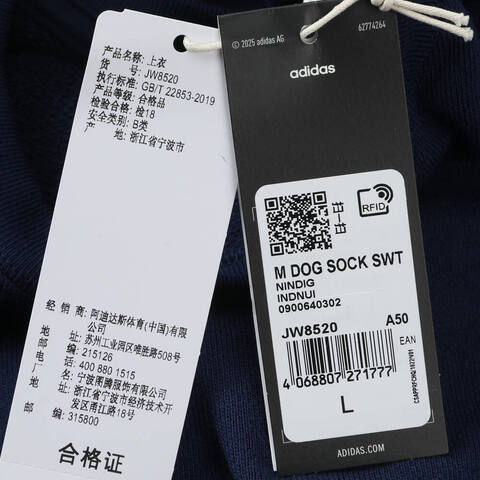 产品名称：上衣
货 号：JW8520
执行标准：GB/T 22853-2019
产品等级：合格品
检验合格：检18
安全类别：B类
产 地：浙江省宁波市
经 销 商：阿迪达斯体育(中国)有限
公司
地 址：苏州工业园区唯胜路508号
邮 编：215126
电 话：400 880 1515
制 造 商：宁波图腾服饰有限公司
地 址：浙江省宁波市经济技术开
发区甬江路18号
邮 编：315800
合格证
© 2025 adidas AG
62774264
adidas
RFID
M DOG SOCK SWT
NINDIG
INDNUI
0900640302
JW8520 A50
EAN
4 068807 271777
L
ADIDAS.COM